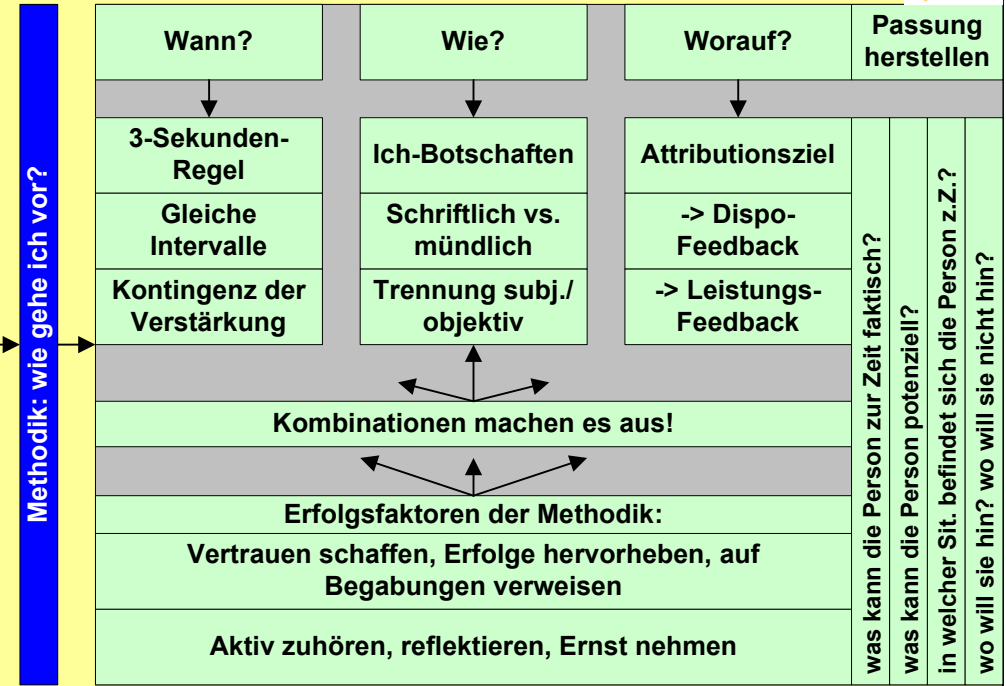 Methodik: wie gehe ich vor?
Wann?
Wie?
Worauf?
Passung
herstellen
3-Sekunden-
Regel
Ich-Botschaften
Attributionsziel
Gleiche
Intervalle
Schriftlich vs.
mündlich
-> Dispo-
Feedback
Kontingenz der
Verstärkung
Trennung subj./
objektiv
-> Leistungs-
Feedback
Kombinationen machen es aus!
Erfolgsfaktoren der Methodik:
Vertrauen schaffen, Erfolge hervorheben, auf
Begabungen verweisen
Aktiv zuhören, reflektieren, Ernst nehmen
was kann die Person zur Zeit faktisch?
was kann die Person potenziell?
in welcher Sit. befindet sich die Person z.Z.?
wo will sie hin? wo will sie nicht hin?